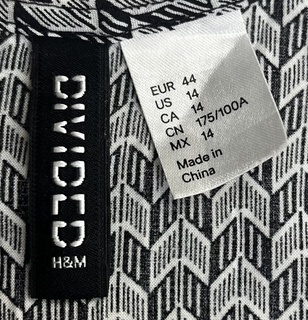 DIVIDED
H&M
EUR 44
US 14
CA 14
CN 175/100A
MX 14
Made in
China